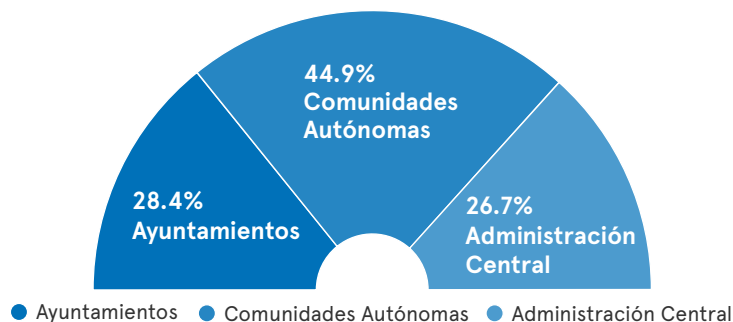 44.9%
Comunidades
Autónomas
28.4%
Ayuntamientos
26.7%
Administración
Central
Ayuntamientos
Comunidades Autónomas
Administración Central